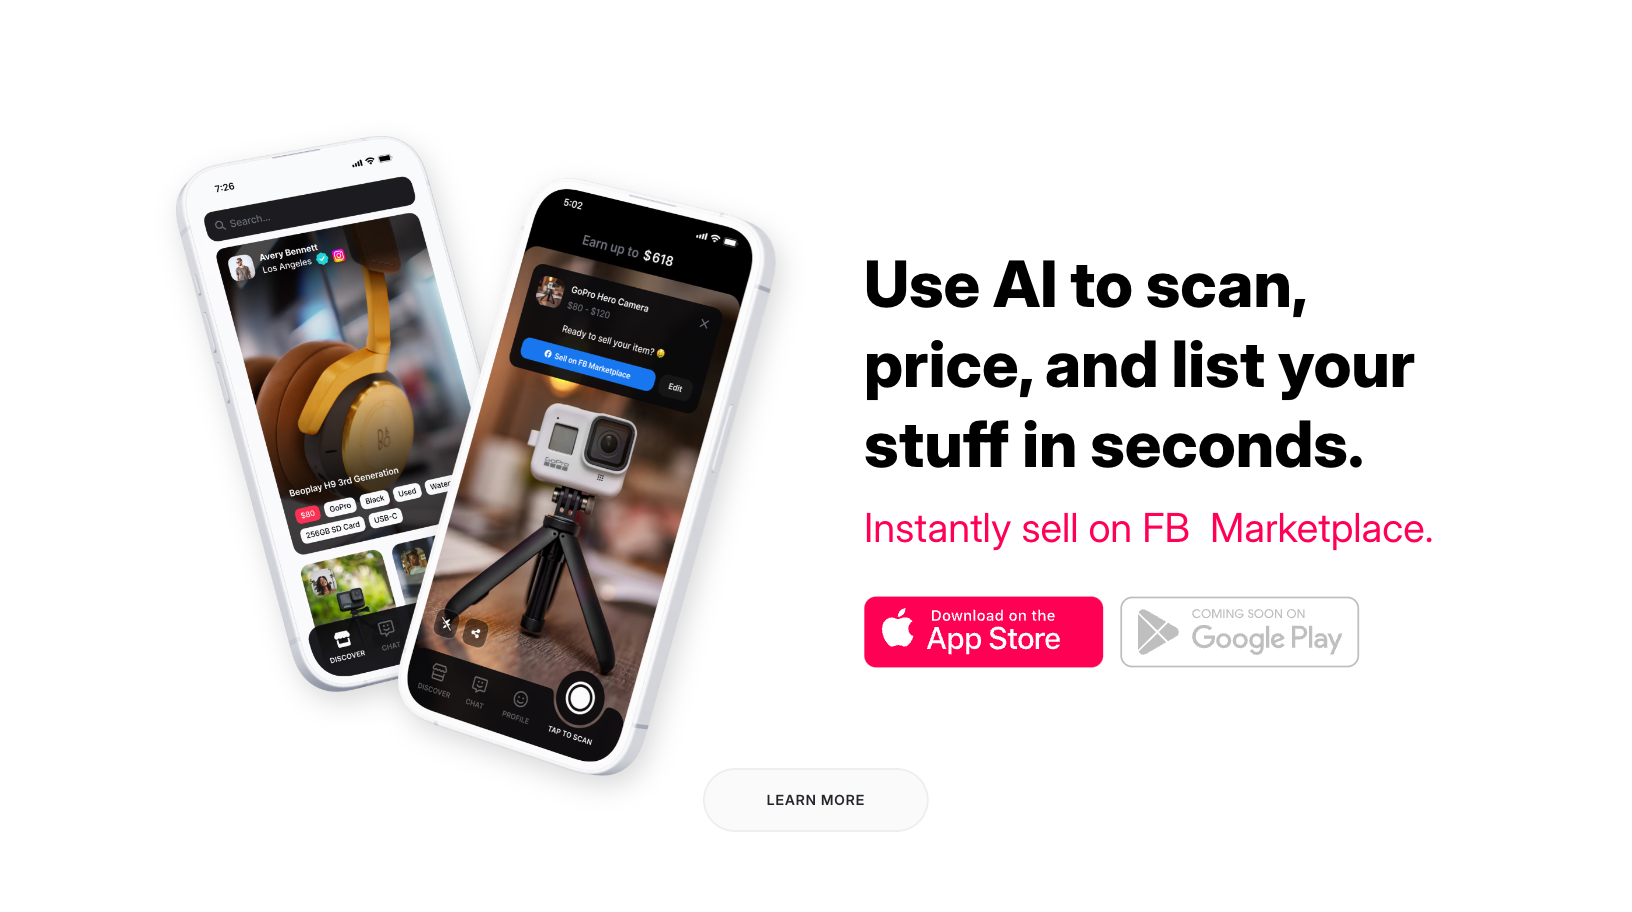 7:26
Search...
Avery Bennett
Los Angeles
Beoplay H9 3rd Generation
$80 GoPro Black Used Water
256GB SD Card USB-C
DISCOVER
CHAT
5:02
Earn up to $618
GoPro Hero Camera
$80 - $120
Ready to sell your item?
Sell on FB Marketplace
Edit
GoPro
DISCOVER
CHAT
PROFILE
TAP TO SCAN
Use AI to scan,
price, and list your
stuff in seconds.
Instantly sell on FB Marketplace.
Download on the
App Store
COMING SOON ON
Google Play
LEARN MORE